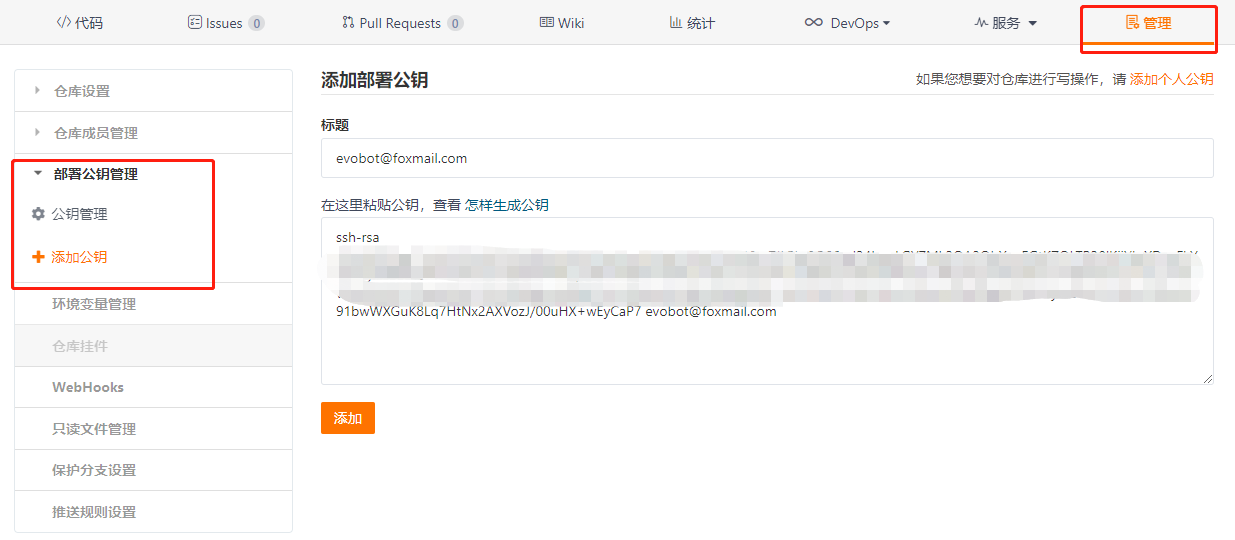 代码
Issues 0
Pull Requests 0
Wiki
统计
DevOps
服务
管理
仓库设置
仓库成员管理
部署公钥管理
公钥管理
添加公钥
环境变量管理
仓库挂件
WebHooks
只读文件管理
保护分支设置
推送规则设置
添加部署公钥
如果您想要对仓库进行写操作，请 添加个人公钥
标题
evobot@foxmail.com
在这里粘贴公钥，查看 怎样生成公钥
ssh-rsa
91bwWXGuK8Lq7HtNx2AXVozJ/00uHX+wEyCaP7 evobot@foxmail.com
添加